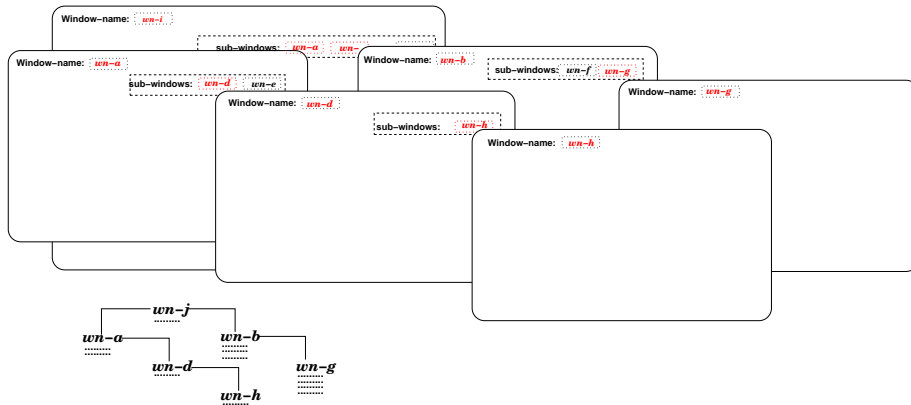 Window-name: wn-i
sub-windows: wn-a wn-
Window-name: wn-a
Window-name: wn-b
sub-windows: wn-d wn-e
sub-windows: wn-f wn-g
Window-name: wn-d
Window-name: wn-g
sub-windows: wn-h
Window-name: wn-h
wn-j
wn-a wn-b
wn-d wn-g
wn-h